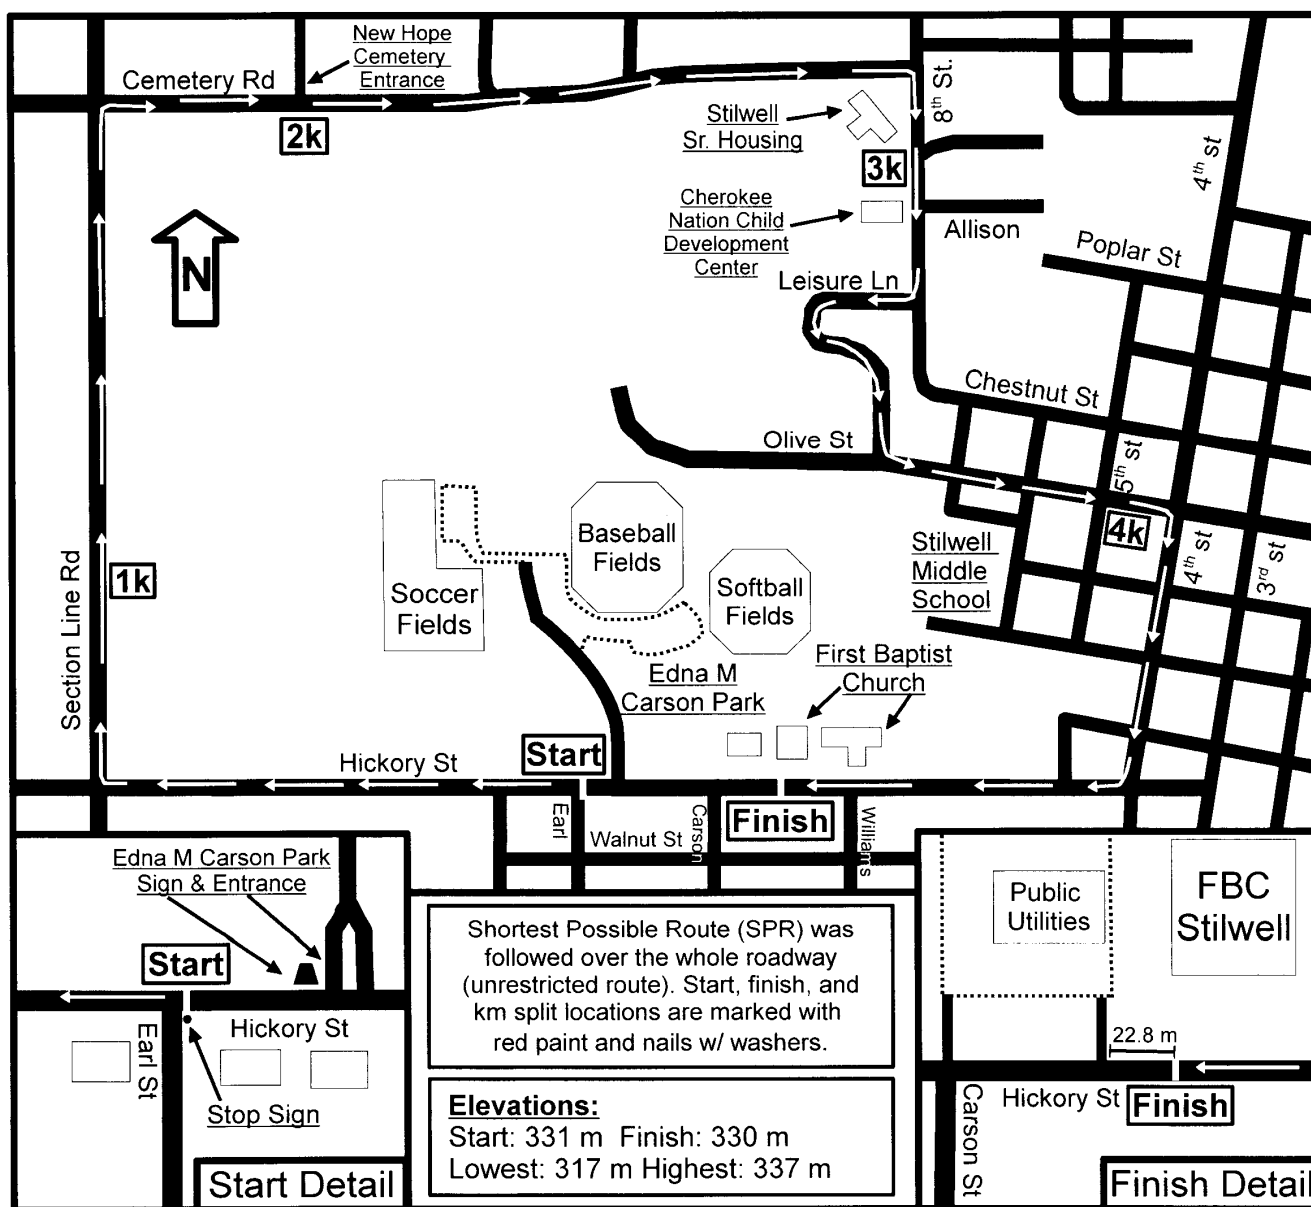 New Hope
Cemetery
Entrance
Cemetery Rd
2k
Stilwell
Sr. Housing
8th St.
3k
4th st
Cherokee
Nation Child
Development
Center
Allison
N
Poplar St
Leisure Ln
Chestnut St
Olive St
5th st
4k
4th st
3rd st
Stilwell
Middle
School
Baseball
Fields
Softball
Fields
Soccer
Fields
1k
Section Line Rd
Edna M
Carson Park
First Baptist
Church
Hickory St
Start
Finish
Earl
Walnut St
Carson
Williams
Edna M Carson Park
Sign & Entrance
Start
Hickory St
Earl St
Stop Sign
Start Detail
Shortest Possible Route (SPR) was
followed over the whole roadway
(unrestricted route). Start, finish, and
km split locations are marked with
red paint and nails w/ washers.
Elevations:
Start: 331 m Finish: 330 m
Lowest: 317 m Highest: 337 m
Public
Utilities
FBC
Stilwell
22.8 m
Hickory St
Finish
Carson St
Finish Detail